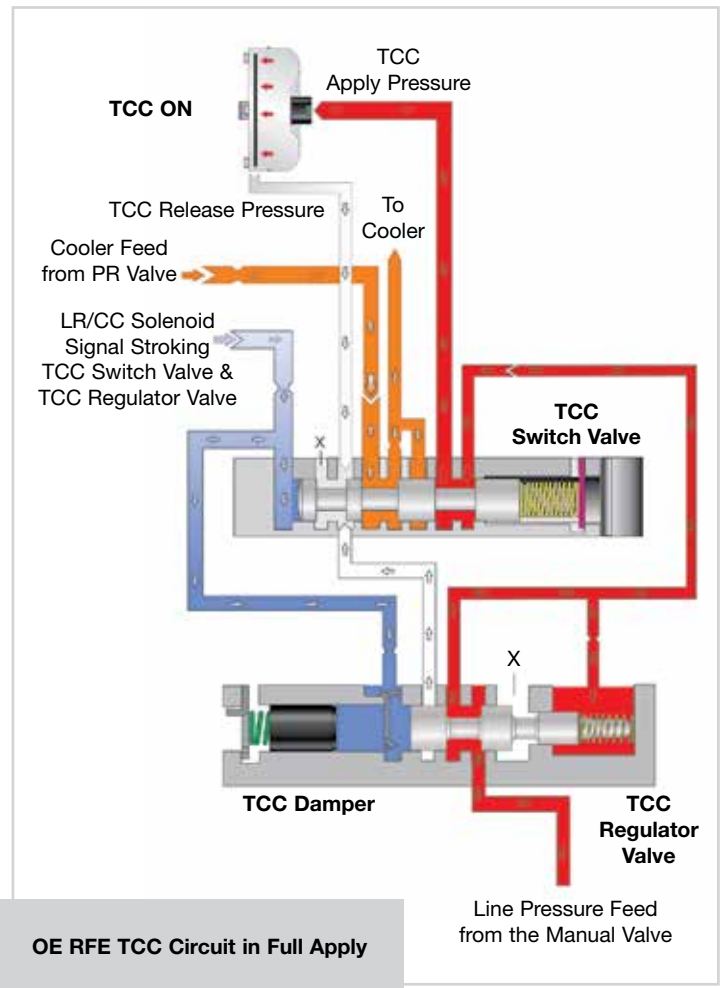 TCC
Apply Pressure
TCC ON
TCC Release Pressure
To
Cooler
Cooler Feed
from PR Valve
LR/CC Solenoid
Signal Stroking
TCC Switch Valve &
TCC Regulator Valve
TCC
Switch Valve
X
X
TCC Damper
TCC
Regulator
Valve
Line Pressure Feed
from the Manual Valve
OE RFE TCC Circuit in Full Apply